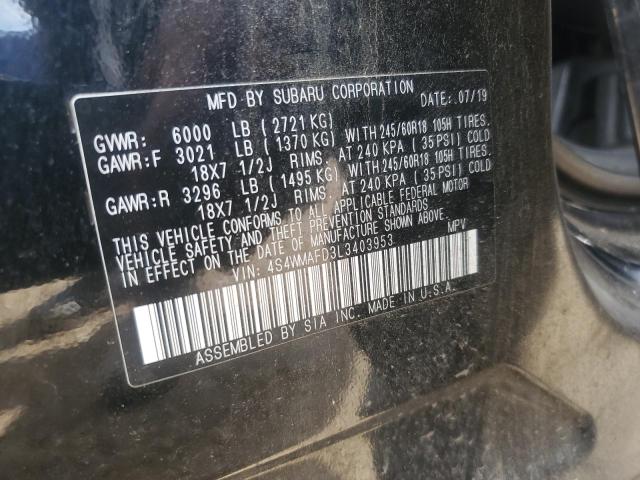 MFD BY SUBARU CORPORATION DATE: 07/19
GVWR: 6000 LB (2721 KG)
GAWR:F 3021 LB (1370 KG) WITH 245/60R18 105H TIRES.
18X7 1/2J RIMS. AT 240 KPA (35 PSI) COLD
GAWR:R 3296 LB (1495 KG) WITH 245/60R18 105H TIRES.
18X7 1/2J RIMS. AT 240 KPA (35 PSI) COLD
THIS VEHICLE CONFORMS TO ALL APPLICABLE FEDERAL MOTOR
VEHICLE SAFETY AND THEFT PREVENTION STANDARDS
IN EFFECT ON THE DATE OF MANUFACTURE SHOWN ABOVE.
VIN: 4S4WMAFD3L3403953 MPV
ASSEMBLED BY SIA INC. MADE IN U.S.A.